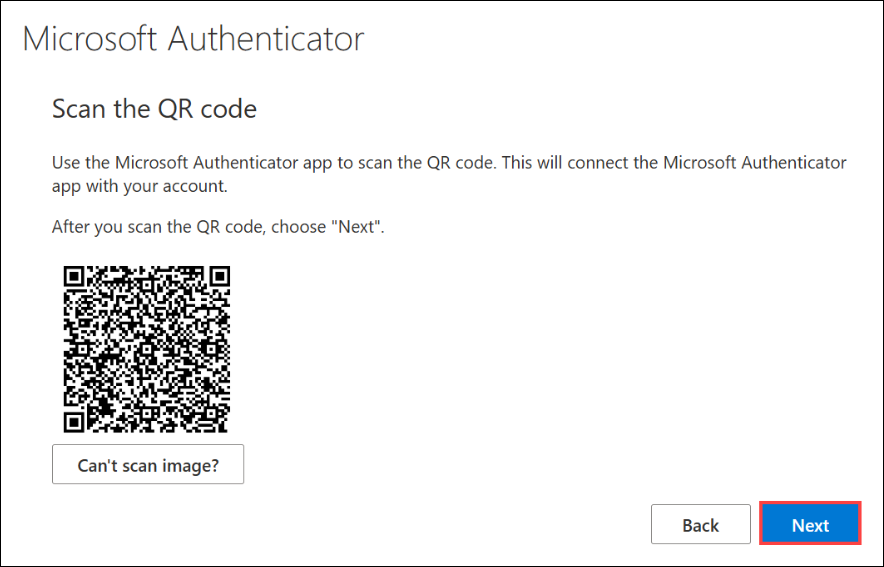 Microsoft Authenticator
Scan the QR code
Use the Microsoft Authenticator app to scan the QR code. This will connect the Microsoft Authenticator
app with your account.
After you scan the QR code, choose "Next".
Can't scan image?
Back
Next